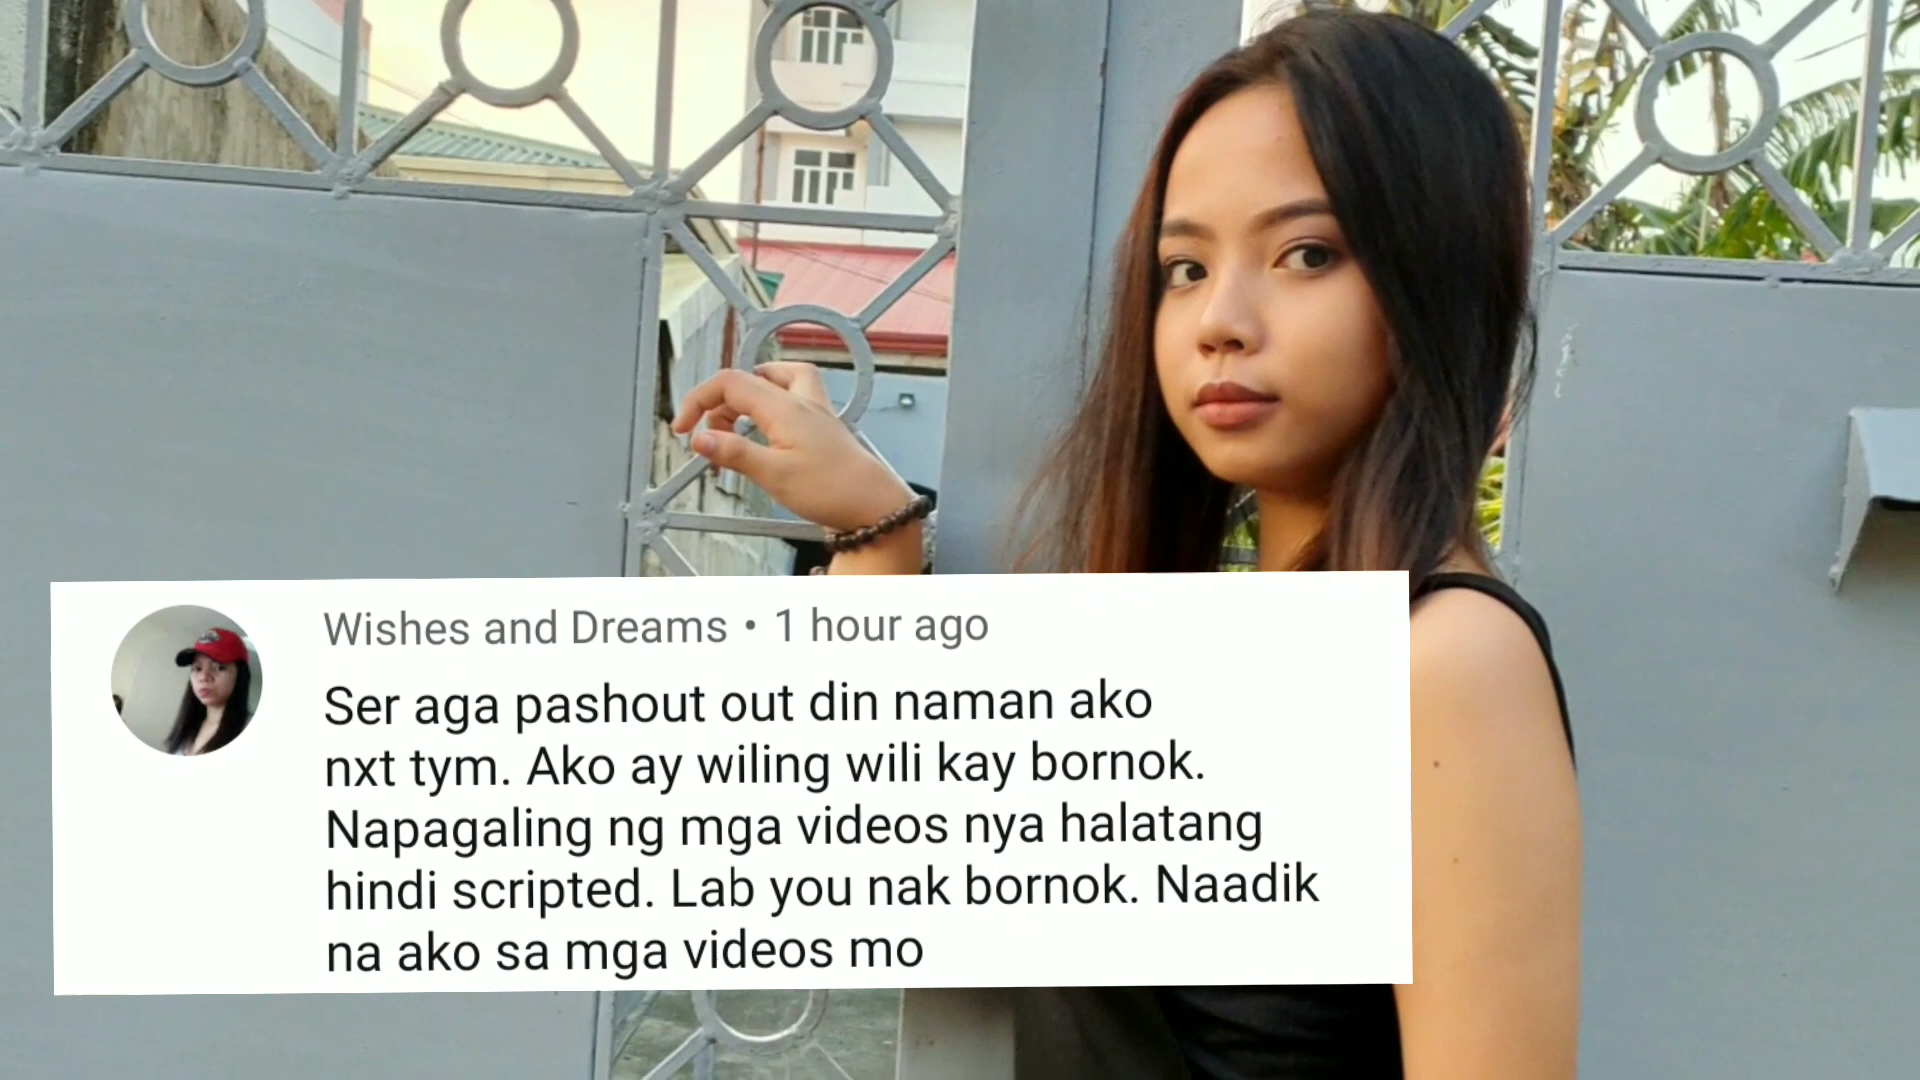 Wishes and Dreams • 1 hour ago
Ser aga pashout out din naman ako
nxt tym. Ako ay wiling wili kay bornok.
Napagaling ng mga videos nya halatang
hindi scripted. Lab you nak bornok. Naadik
na ako sa mga videos mo